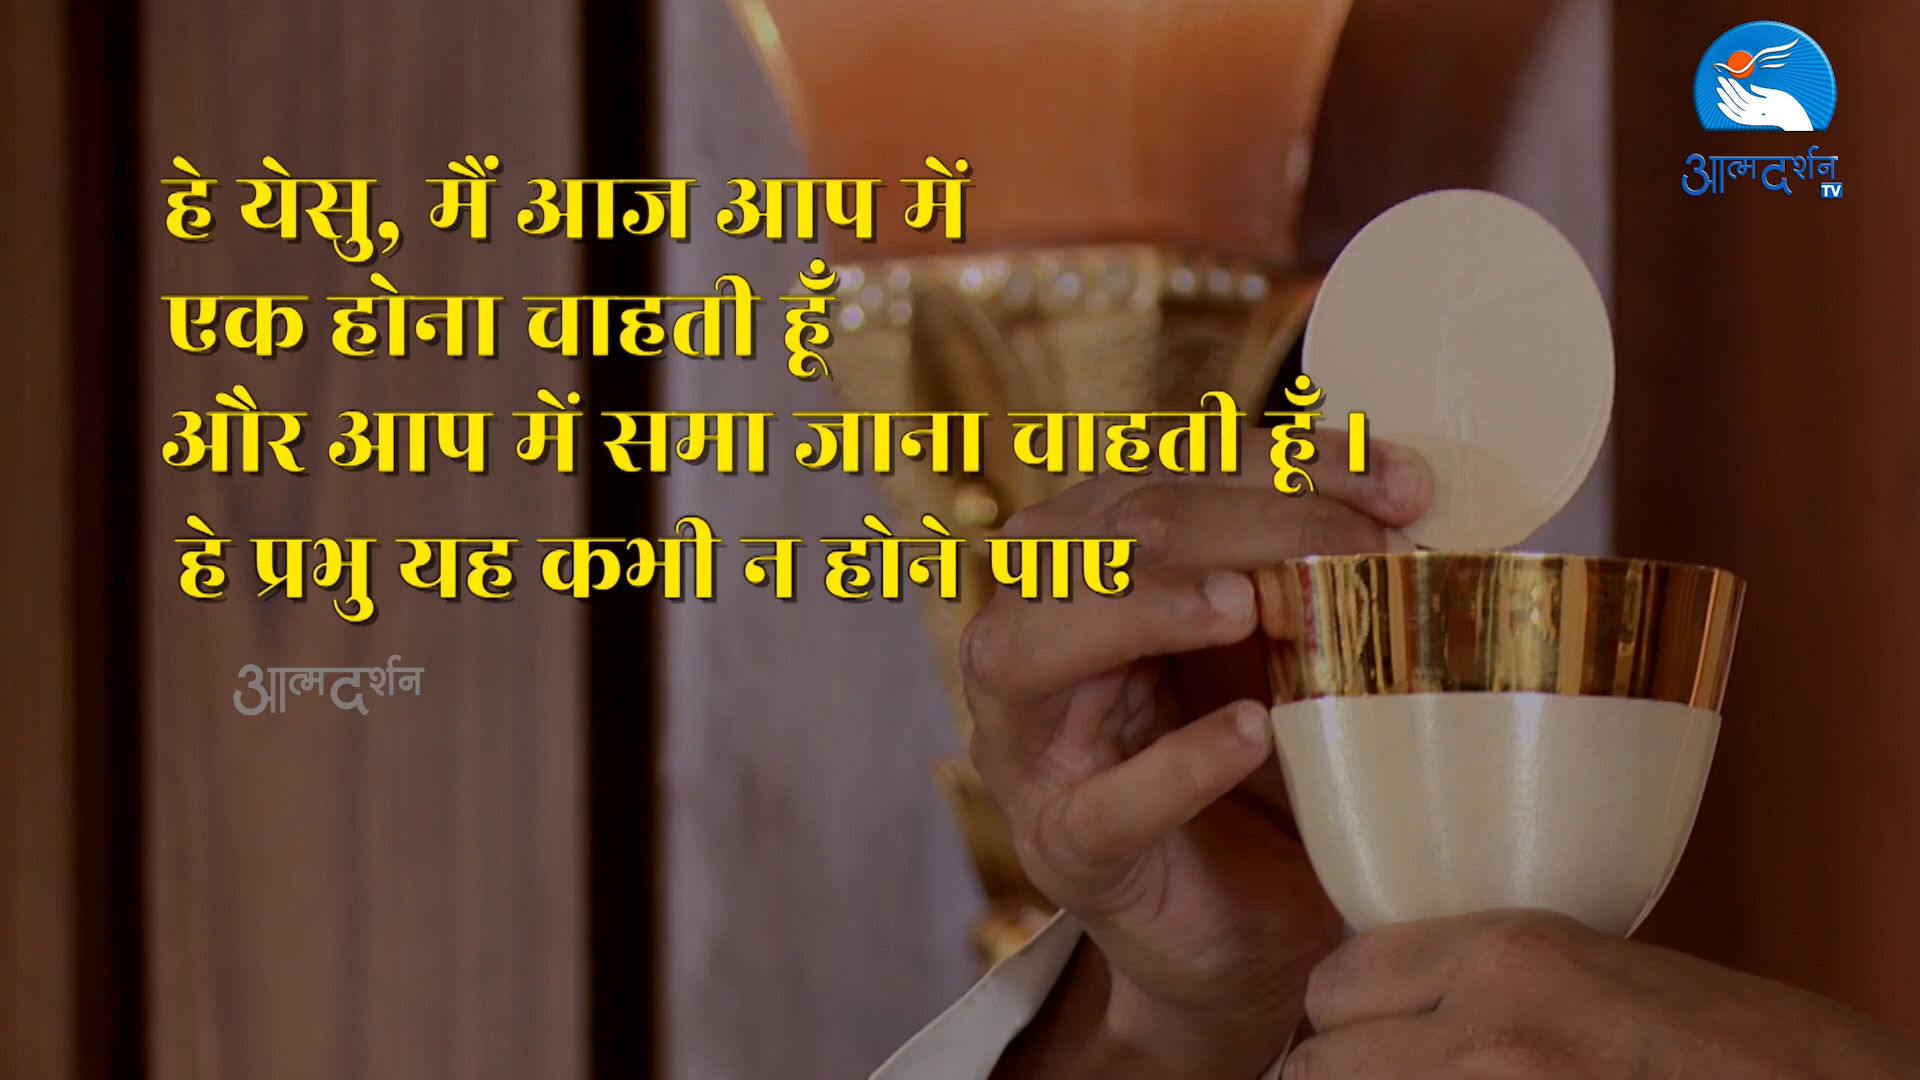 आत्मदर्शन
TV
हे येसु, मैं आज आप में
एक होना चाहती हूँ
और आप में समा जाना चाहती हूँ।
हे प्रभु यह कभी न होने पाए
आत्मदर्शन